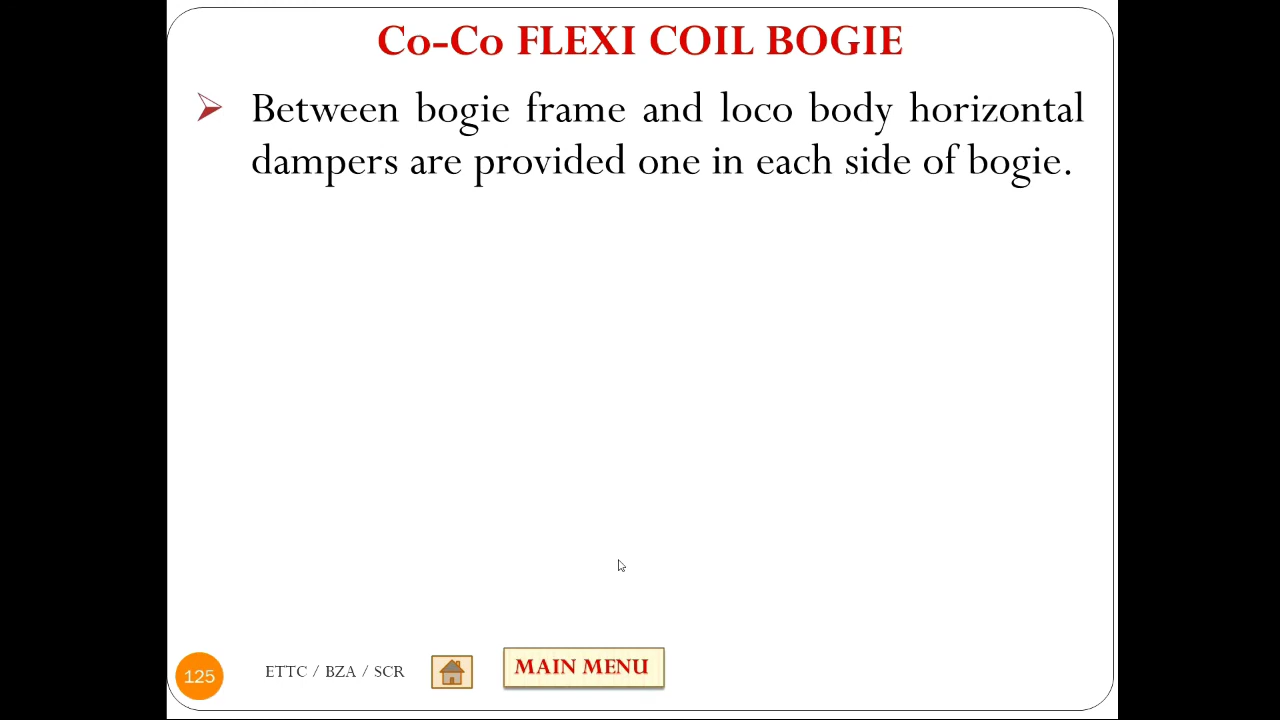 Co-Co FLEXI COIL BOGIE
Between bogie frame and loco body horizontal
dampers are provided one in each side of bogie.
125
ETTC / BZA / SCR
MAIN MENU